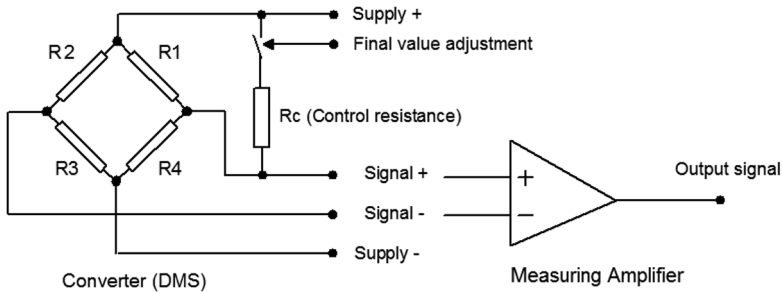 Supply +
R2
R1
Final value adjustment
Rc (Control resistance)
R3
R4
Signal +
+
Output signal
Signal -
−
Supply -
Converter (DMS)
Measuring Amplifier